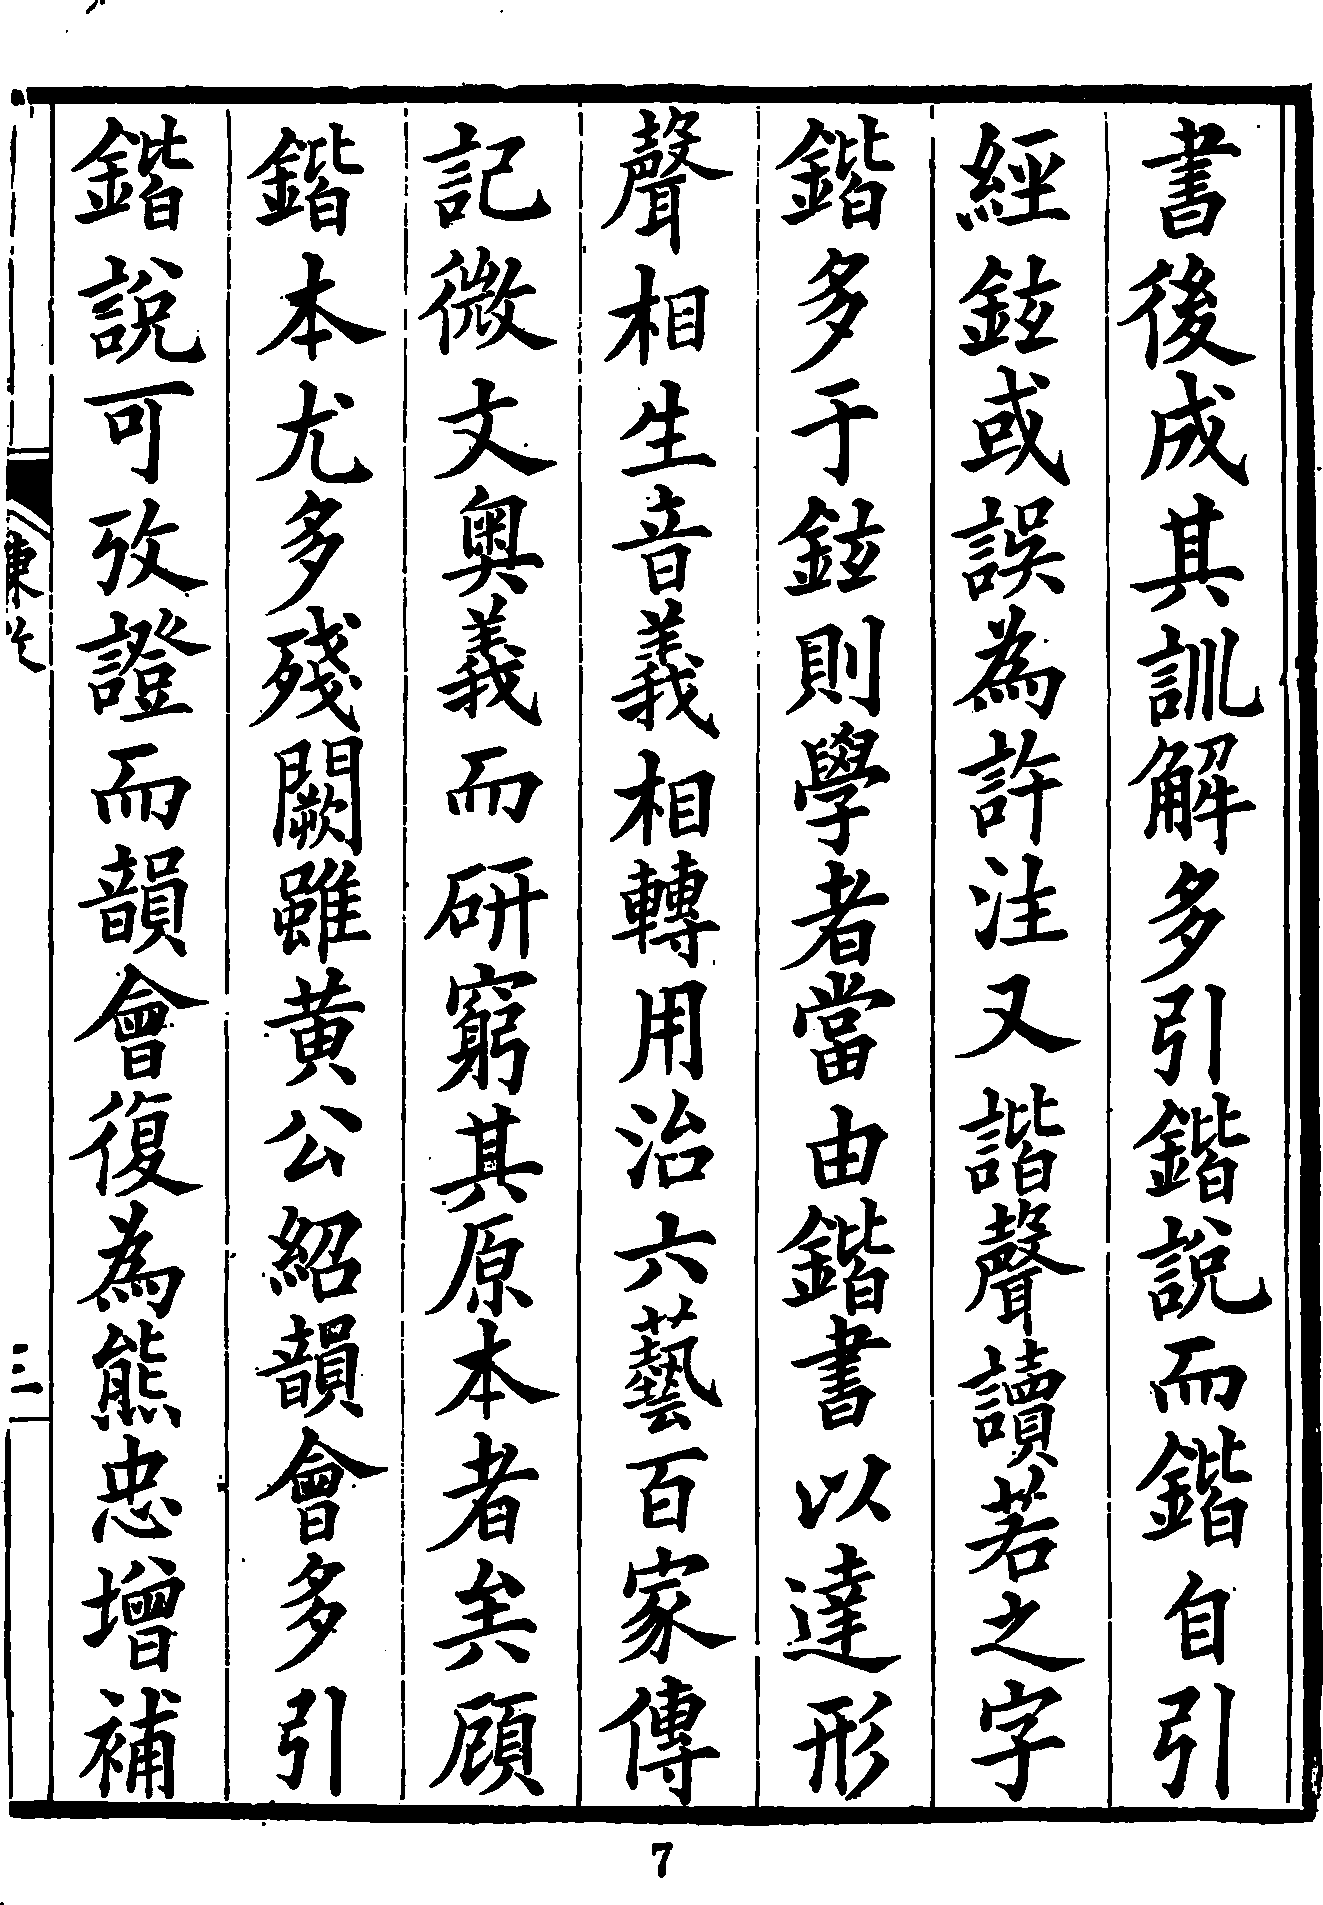 書後成其訓解多引鍇說而鍇自引
經鉉或誤為許注又諧聲讀若之字
鍇多于鉉則學者當由鍇書以達形
聲相生音義相轉用治六藝百家傳
記微文奥義而研窮其原本者矣顧
鍇本尤多殘闕雖黄公紹韻會多引
鍇說可攷證而韻會復為熊忠增補
三
7